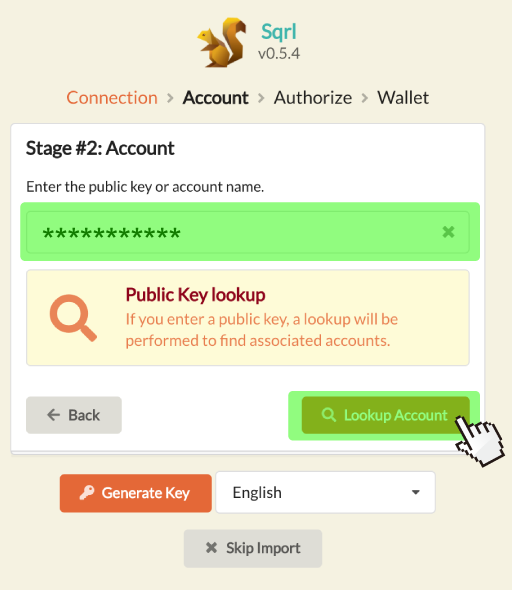 Sqrl
v0.5.4
Connection > Account > Authorize > Wallet
Stage #2: Account
Enter the public key or account name.
***********
Public Key lookup
If you enter a public key, a lookup will be
performed to find associated accounts.
Back
Lookup Account
Generate Key
English
Skip Import